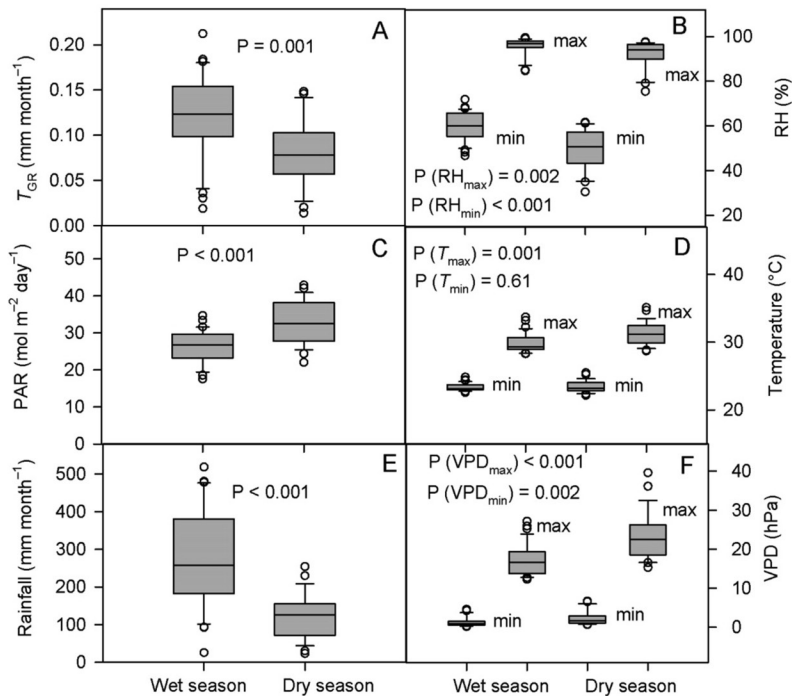 A
P = 0.001
0.20
0.15
0.10
0.05
0.00
T_GR (mm month⁻¹)
B
max
max
min
min
P (RH_max) = 0.002
P (RH_min) < 0.001
100
80
60
40
20
RH (%)
C
P < 0.001
50
40
30
20
10
0
PAR (mol m⁻² day⁻¹)
D
P (T_max) = 0.001
P (T_min) = 0.61
max
max
min
min
40
30
20
Temperature (°C)
E
P < 0.001
500
400
300
200
100
0
Rainfall (mm month⁻¹)
F
P (VPD_max) < 0.001
P (VPD_min) = 0.002
max
max
min
min
40
30
20
10
0
VPD (hPa)
Wet season
Dry season
Wet season
Dry season